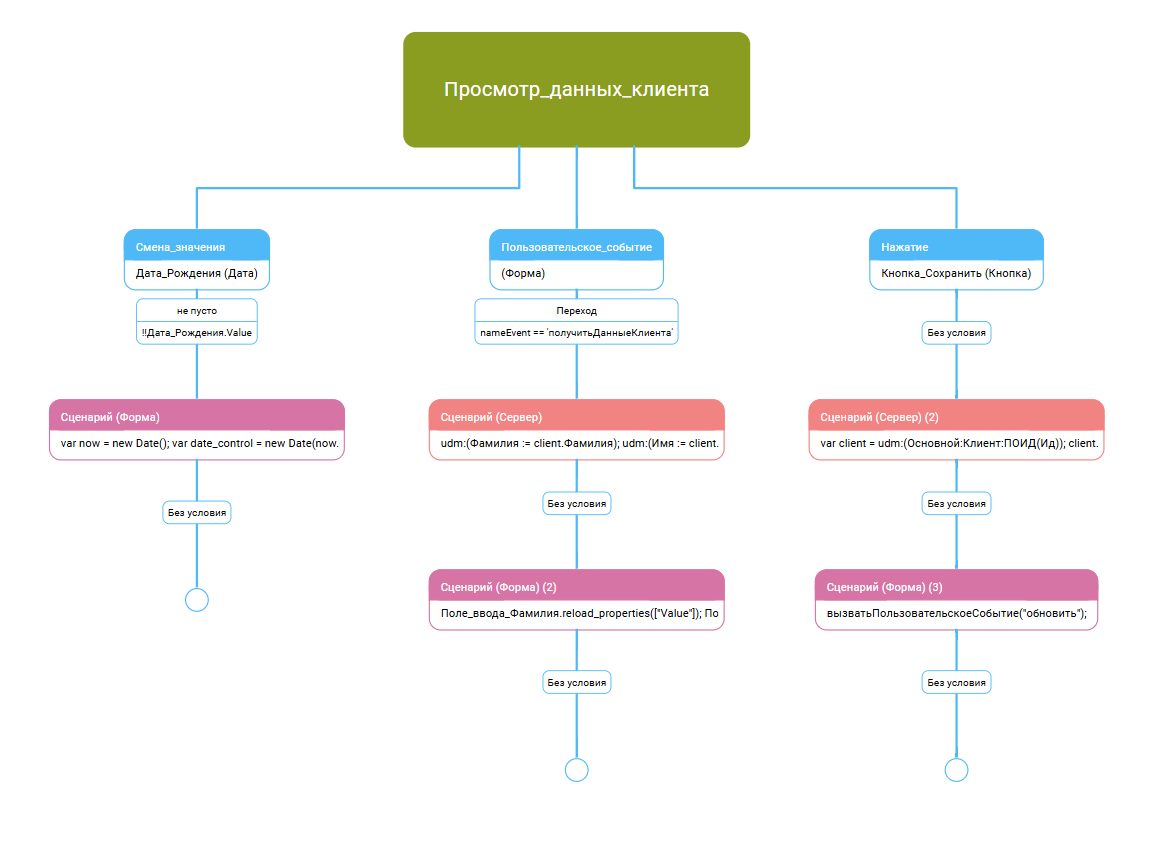 Просмотр_данных_клиента
Смена_значения
Дата_Рождения (Дата)
не пусто
!!Дата_Рождения.Value
Сценарий (Форма)
var now = new Date(); var date_control = new Date(now.
Без условия
Пользовательское_событие
(Форма)
Переход
nameEvent == 'получитьДанныеКлиента'
Сценарий (Сервер)
udm:(Фамилия := client.Фамилия); udm:(Имя := client.
Без условия
Сценарий (Форма) (2)
Поле_ввода_Фамилия.reload_properties(["Value"]); По
Без условия
Нажатие
Кнопка_Сохранить (Кнопка)
Без условия
Сценарий (Сервер) (2)
var client = udm:(Основной:Клиент:ПОИД(Ид)); client.
Без условия
Сценарий (Форма) (3)
вызватьПользовательскоеСобытие("обновить");
Без условия